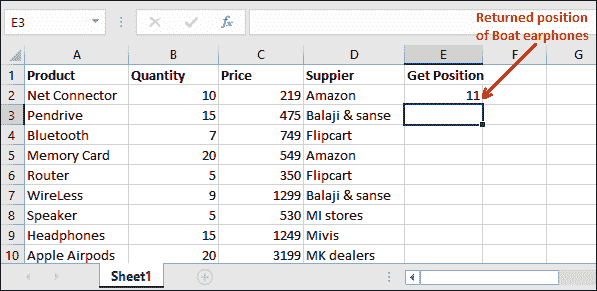 Returned position
of Boat earphones
E3
fx
A B C D E F G
1 Product Quantity Price Suppier Get Position
2 Net Connector 10 219 Amazon 11
3 Pendrive 15 475 Balaji & sanse
4 Bluetooth 7 749 Flipcart
5 Memory Card 20 549 Amazon
6 Router 5 350 Flipcart
7 WireLess 9 1299 Balaji & sanse
8 Speaker 5 530 MI stores
9 Headphones 15 1249 Mivis
10 Apple Airpods 20 3199 MK dealers
Sheet1